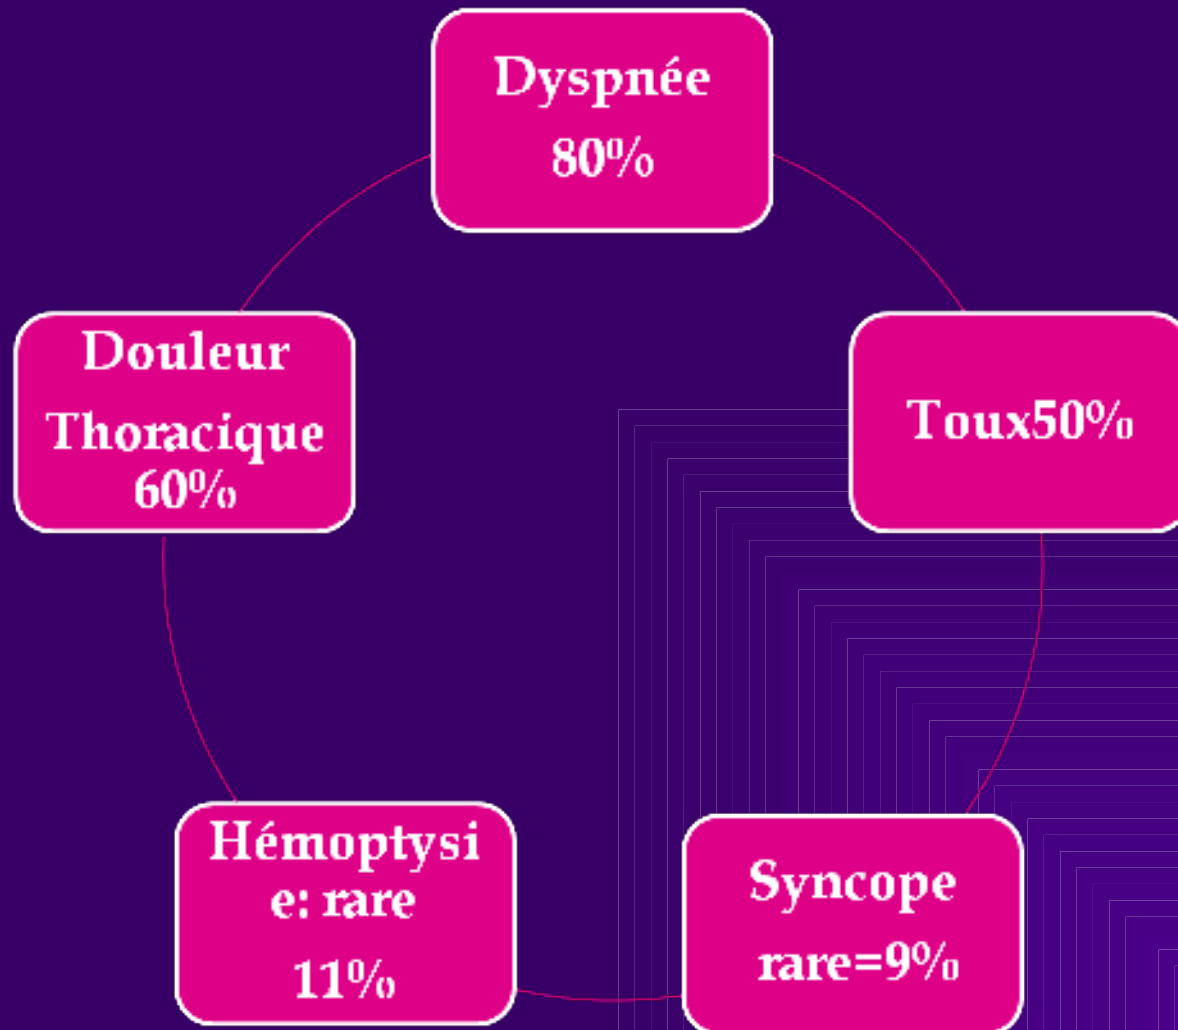 Dyspnée
80%
Douleur
Thoracique
60%
Toux50%
Hémoptysi
e: rare
11%
Syncope
rare=9%